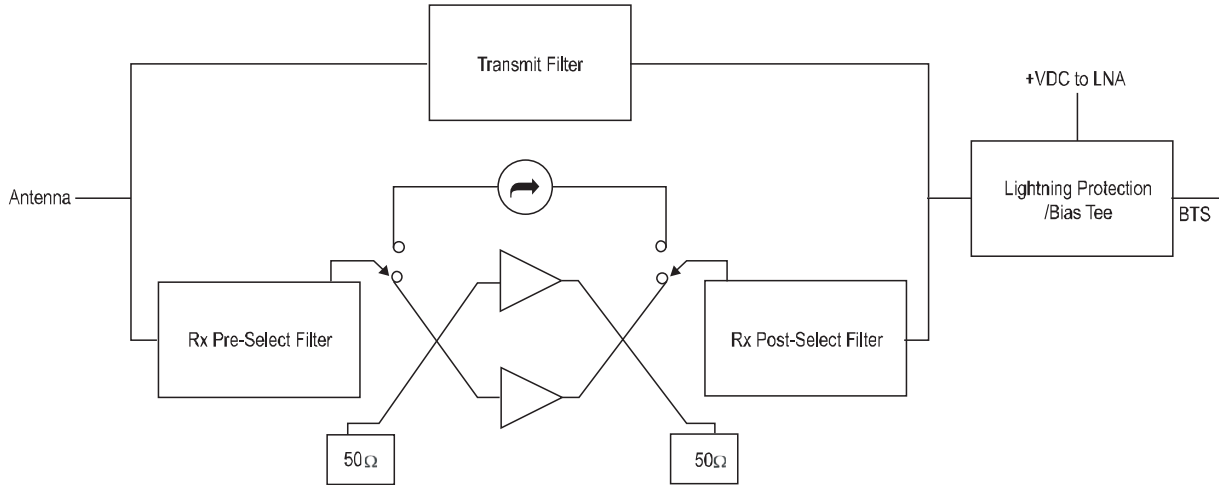 Transmit Filter
+VDC to LNA
Antenna
Lightning Protection
/Bias Tee
BTS
Rx Pre-Select Filter
Rx Post-Select Filter
50Ω
50Ω